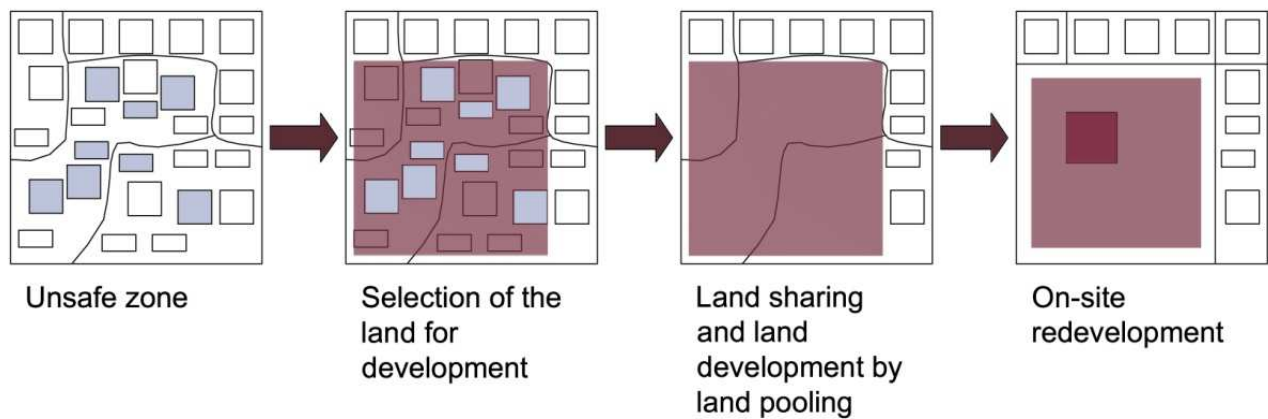 Unsafe zone
Selection of the
land for
development
Land sharing
and land
development by
land pooling
On-site
redevelopment